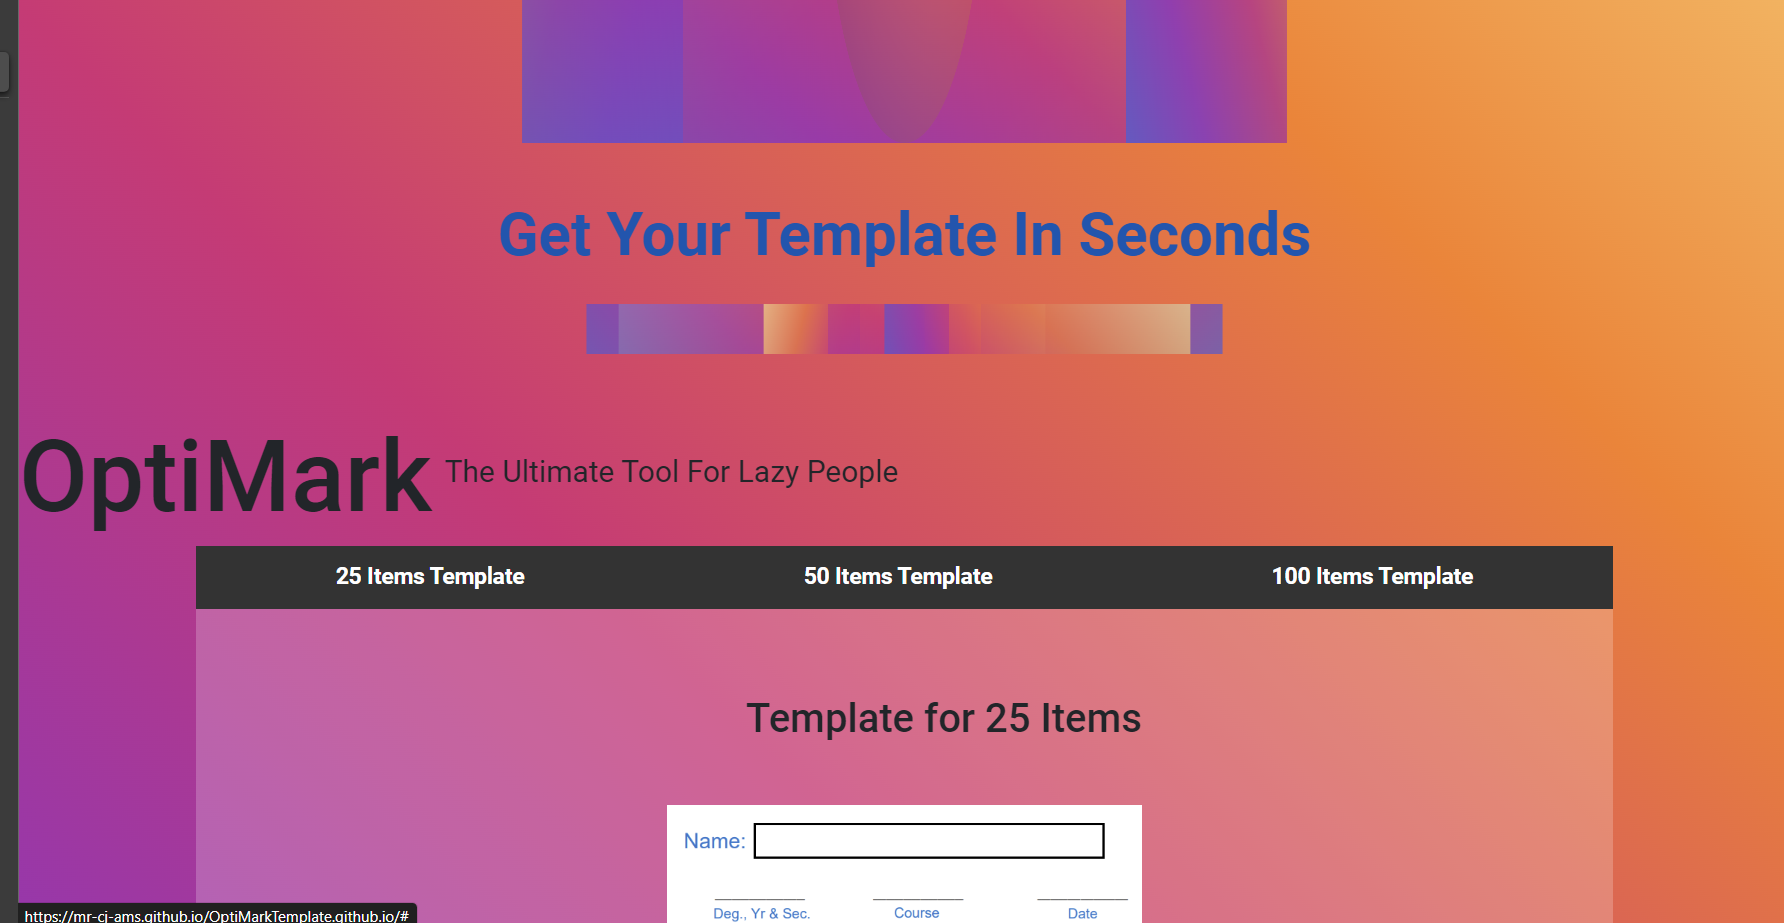 Get Your Template In Seconds
OptiMark The Ultimate Tool For Lazy People
25 Items Template 50 Items Template 100 Items Template
Template for 25 Items
Name:
Deg., Yr & Sec. Course Date
https://mr-cj-ams.github.io/OptiMarkTemplate.github.io/#